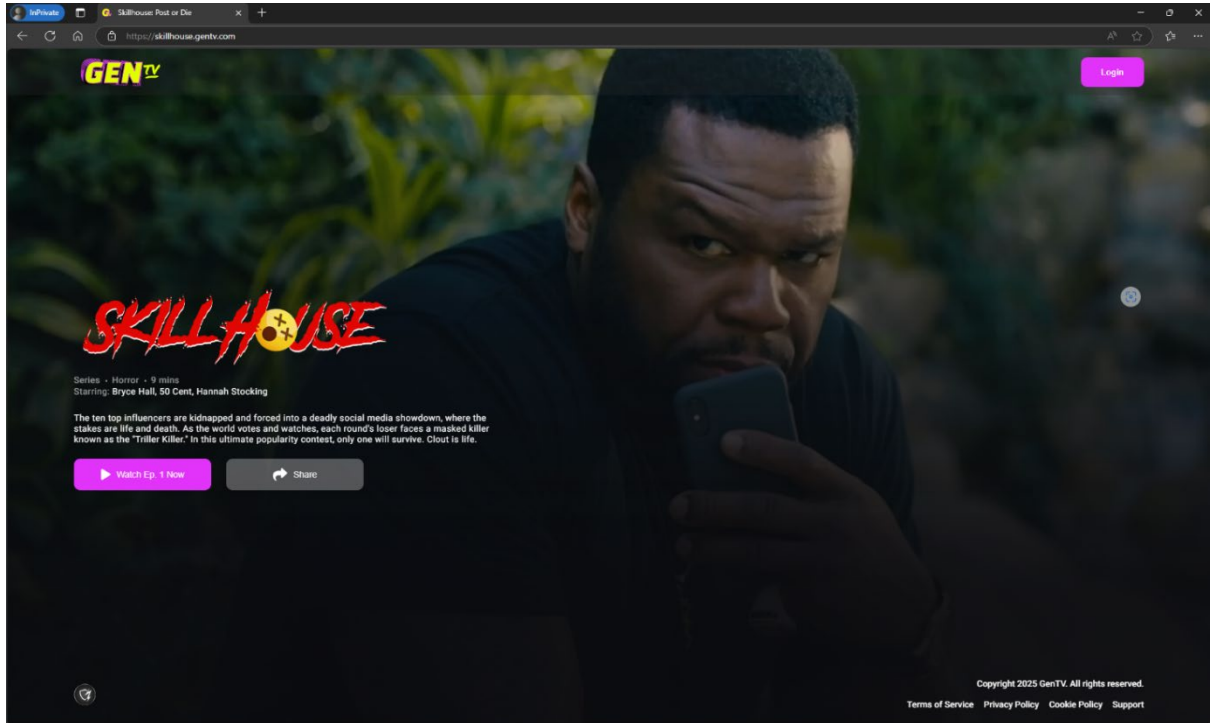 InPrivate
Skillhouse: Post or Die
https://skillhouse.gentv.com
GEN TV
Login
SKILL HOUSE
Series • Horror • 9 mins
Starring: Bryce Hall, 50 Cent, Hannah Stocking
The ten top influencers are kidnapped and forced into a deadly social media showdown, where the
stakes are life and death. As the world votes and watches, each round's loser faces a masked killer
known as the "Triller Killer." In this ultimate popularity contest, only one will survive. Clout is life.
Watch Ep. 1 Now
Share
Copyright 2025 GenTV. All rights reserved.
Terms of Service Privacy Policy Cookie Policy Support